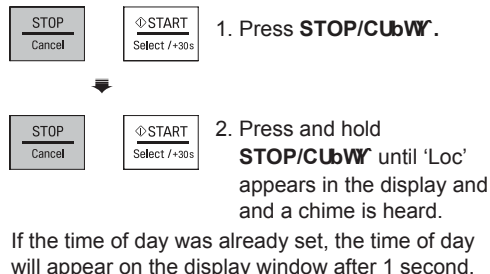 STOP
Cancel
START
Select /+30s
1. Press STOP/CUbWƳ.
STOP
Cancel
START
Select /+30s
2. Press and hold
STOP/CUbWƳ until ‘Loc’
appears in the display and
and a chime is heard.
If the time of day was already set, the time of day
will appear on the display window after 1 second.